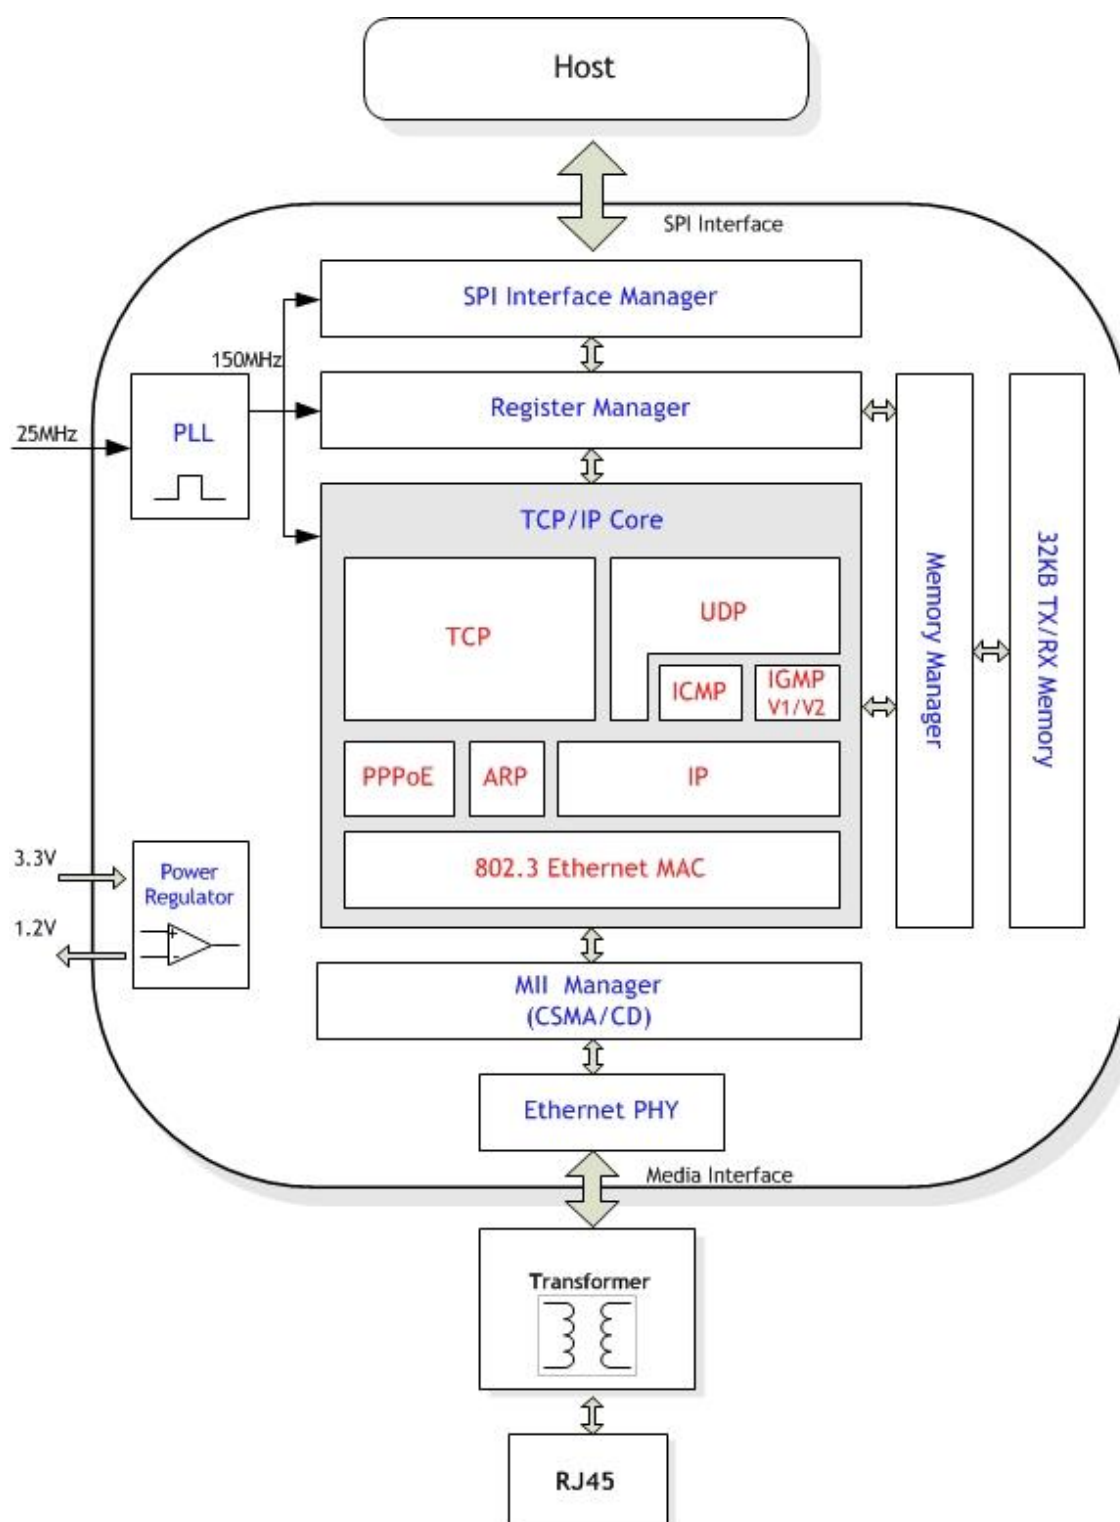 Host
SPI Interface
SPI Interface Manager
150MHz
Register Manager
25MHz
PLL
TCP/IP Core
TCP
UDP
ICMP
IGMP
V1/V2
Memory Manager
32KB TX/RX Memory
PPPoE
ARP
IP
3.3V
Power
Regulator
802.3 Ethernet MAC
1.2V
+
-
MII Manager
(CSMA/CD)
Ethernet PHY
Media Interface
Transformer
RJ45